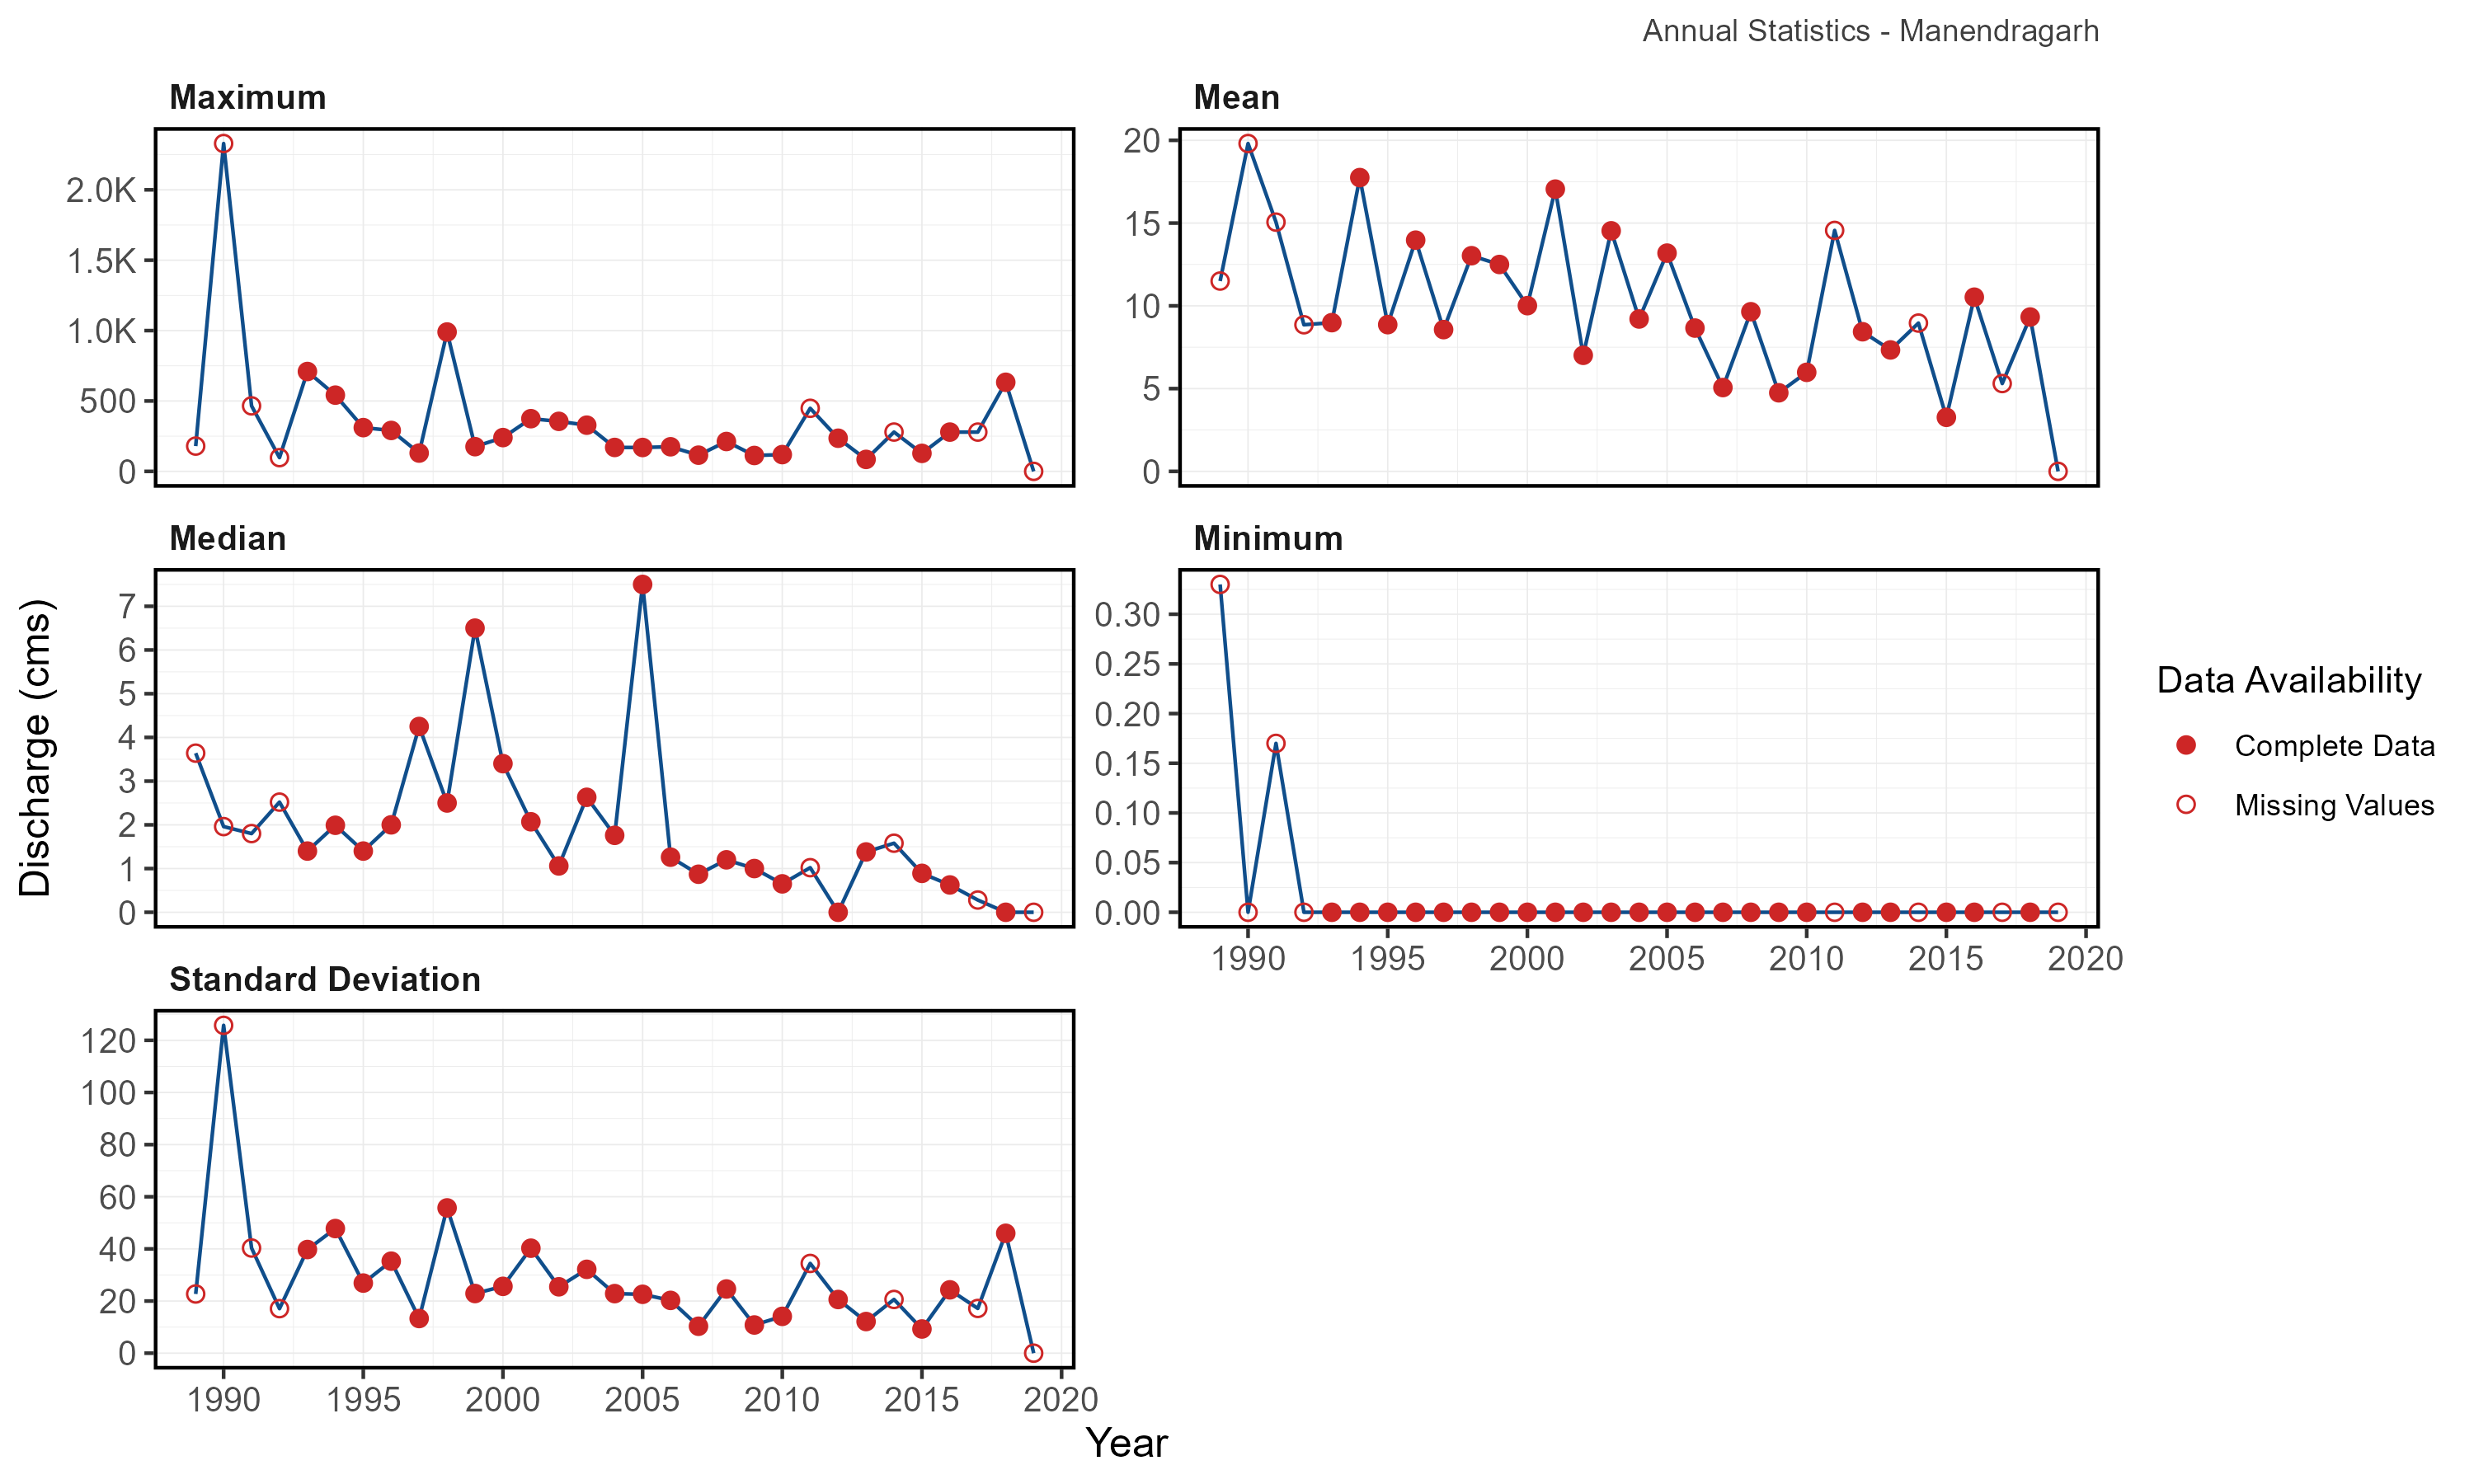 Annual Statistics - Manendragarh
Maximum
2.0K
1.5K
1.0K
500
0
Mean
20
15
10
5
0
Median
7
6
5
4
3
2
1
0
Minimum
0.30
0.25
0.20
0.15
0.10
0.05
0.00
1990 1995 2000 2005 2010 2015 2020
Standard Deviation
120
100
80
60
40
20
0
1990 1995 2000 2005 2010 2015 2020
Year
Discharge (cms)
Data Availability
Complete Data
Missing Values